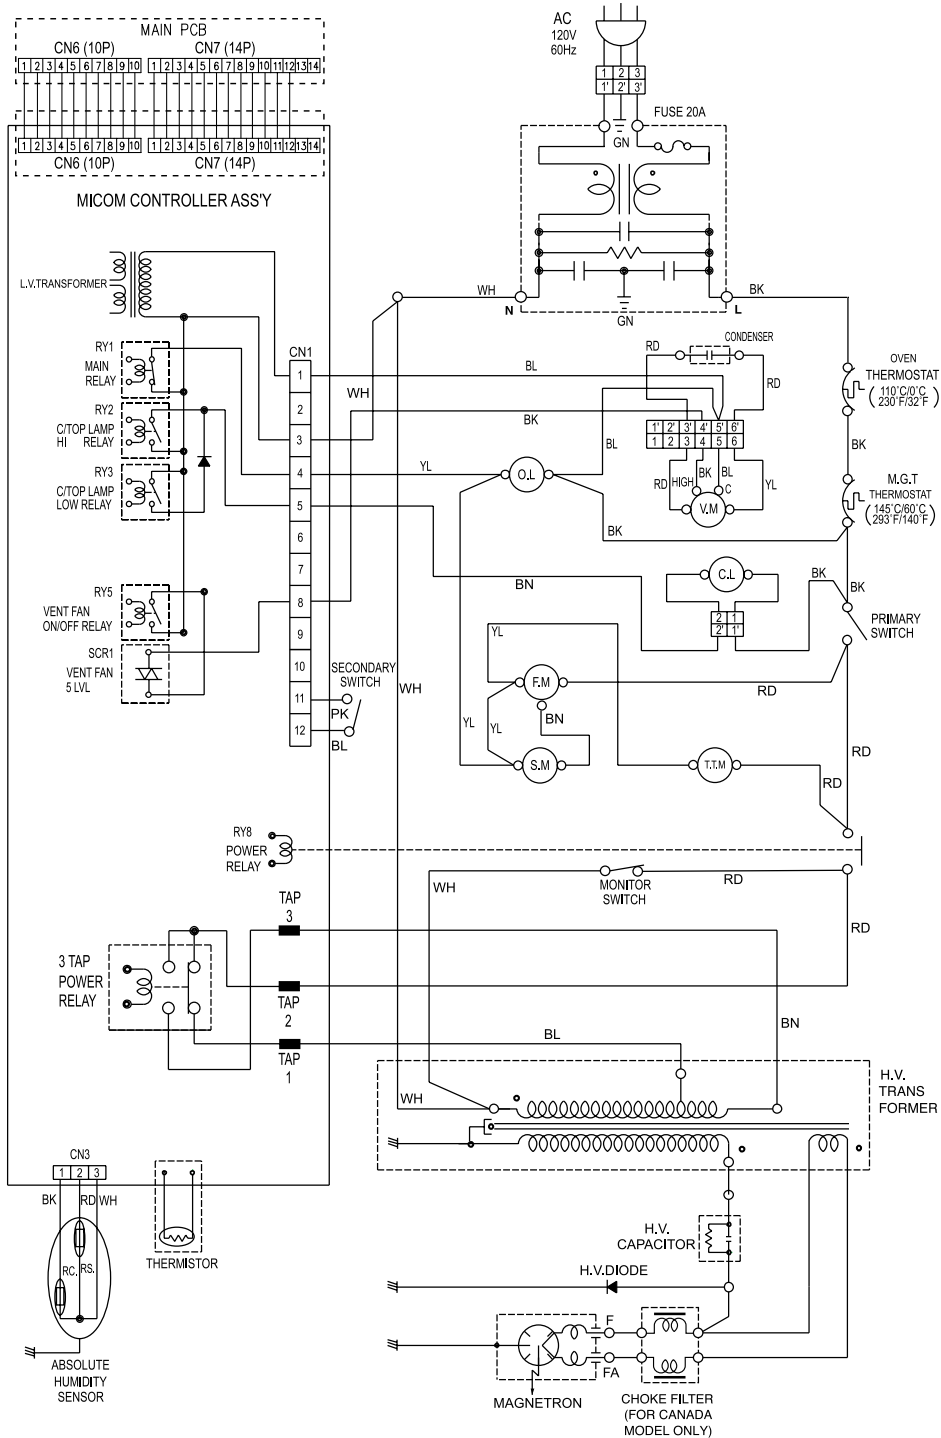 MAIN PCB
CN6 (10P) CN7 (14P)
1 2 3 4 5 6 7 8 9 10 1 2 3 4 5 6 7 8 9 10 11 12 13 14
1 2 3 4 5 6 7 8 9 10 1 2 3 4 5 6 7 8 9 10 11 12 13 14
CN6 (10P) CN7 (14P)
MICOM CONTROLLER ASS'Y
AC
120V
60Hz
1 2 3
1' 2' 3'
FUSE 20A
GN
GN
WH
N
L
BK
L.V.TRANSFORMER
RY1
MAIN
RELAY
RY2
C/TOP LAMP
HI RELAY
RY3
C/TOP LAMP
LOW RELAY
RY5
VENT FAN
ON/OFF RELAY
SCR1
VENT FAN
5 LVL
CN1
1
2
3
4
5
6
7
8
9
10
11
12
WH
BL
BK
YL
BN
SECONDARY
SWITCH
PK
BL
WH
CONDENSER
RD
RD
BL
1' 2' 3' 4' 5' 6'
1 2 3 4 5 6
RD
HIGH
BK
BL
C
YL
V.M
O.L
BK
OVEN
THERMOSTAT
(110°C/0°C
230°F/32°F)
BK
M.G.T
THERMOSTAT
(145°C/60°C
293°F/140°F)
C.L
2 1
2' 1'
BK
BK
PRIMARY
SWITCH
YL
F.M
BN
RD
YL
YL
S.M
T.T.M
RD
RD
RY8
POWER
RELAY
WH
MONITOR
SWITCH
RD
RD
TAP
3
3 TAP
POWER
RELAY
TAP
2
TAP
1
BL
BN
WH
H.V.
TRANS
FORMER
CN3
1 2 3
BK
RD
WH
RC.
RS.
ABSOLUTE
HUMIDITY
SENSOR
THERMISTOR
H.V.
CAPACITOR
H.V.DIODE
F
FA
MAGNETRON
CHOKE FILTER
(FOR CANADA
MODEL ONLY)